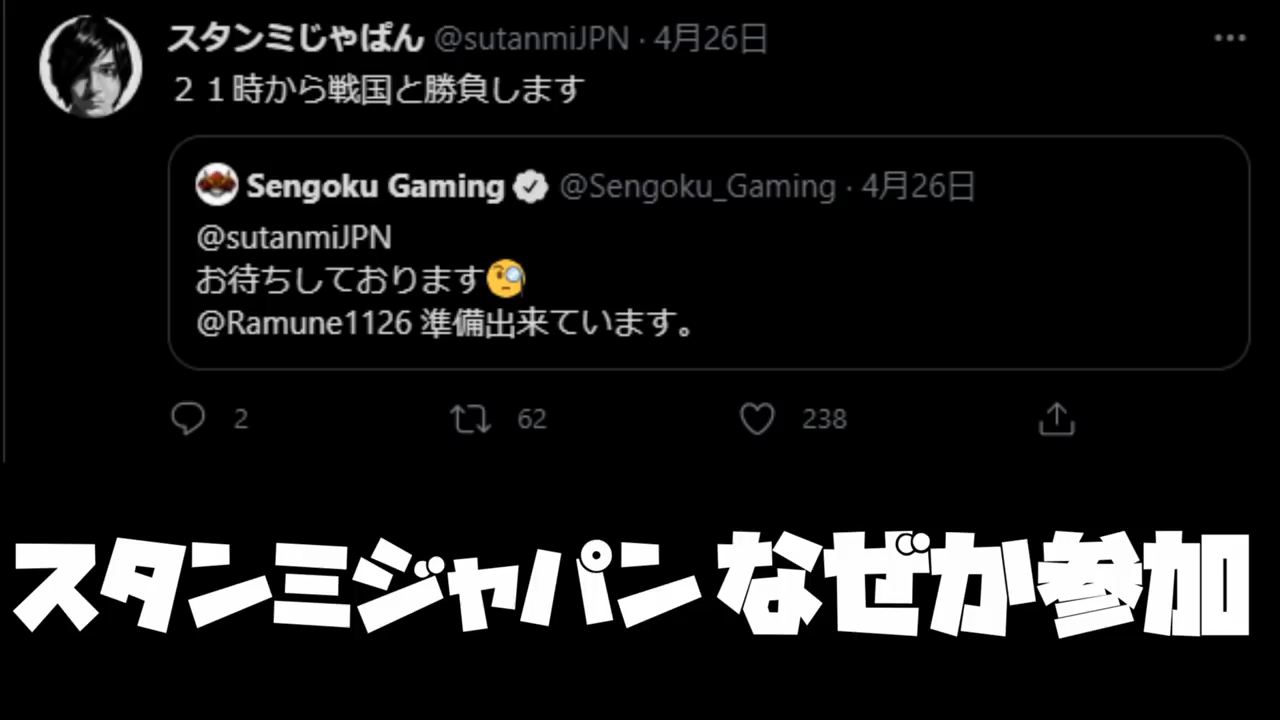 スタンミじゃぱん @sutanmiJPN · 4月26日
２１時から戦国と勝負します
Sengoku Gaming @Sengoku_Gaming · 4月26日
@sutanmiJPN
お待ちしております🧐
@Ramune1126 準備出来ています。
2 62 238
スタンミジャパン なぜか参加